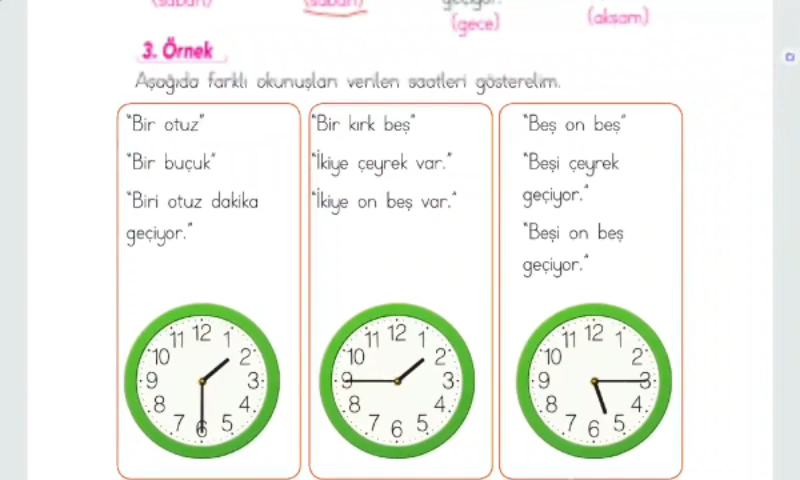 (sabah)
(sabah)
geçiyor.
(gece)
(akşam)
3. Örnek
Aşağıda farklı okunuşları verilen saatleri gösterelim.
"Bir otuz"
"Bir buçuk"
"Biri otuz dakika
geçiyor."
"Bir kırk beş"
"İkiye çeyrek var."
"İkiye on beş var."
"Beş on beş"
"Beşi çeyrek
geçiyor."
"Beşi on beş
geçiyor."
12 1 2 3 4 5 6 7 8 9 10 11
12 1 2 3 4 5 6 7 8 9 10 11
12 1 2 3 4 5 6 7 8 9 10 11